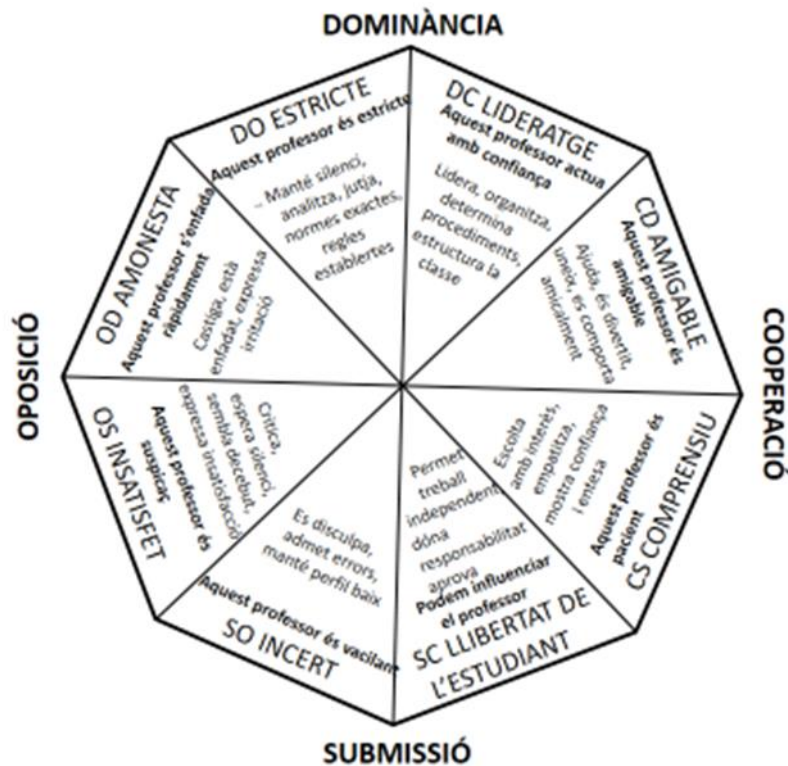 DOMINÀNCIA
DO ESTRICTE
Aquest professor és estricte
.. Manté silenci,
analitza, jutja,
normes exactes,
regles
establertes
DC LIDERATGE
Aquest professor actua
amb confiança
Lidera, organitza,
determina
procediments,
estructura la
classe
CD AMIGABLE
Aquest professor és
amigable
Ajuda, és divertit,
uneix, es comporta
amicalment
COOPERACIÓ
CS COMPRENSIU
Aquest professor és
pacient
Escolta
amb interés,
empatitza,
mostra confiança
i entesa
Permet
treball
independent
dóna
responsabilitat
aprova
Podem influenciar
el professor
SC LLIBERTAT DE
L'ESTUDIANT
SUBMISSIÓ
Es disculpa,
admet errors,
manté perfil baix
Aquest professor és vacilant
SO INCERT
OS INSATISFET
Aquest professor és
suspicaç
Critica,
espera silenci,
sembla decebut,
expressa insatisfacció
OPOSICIÓ
OD AMONESTA
Aquest professor s'enfada
ràpidament
Castiga, està
enfadat, expressa
irritació